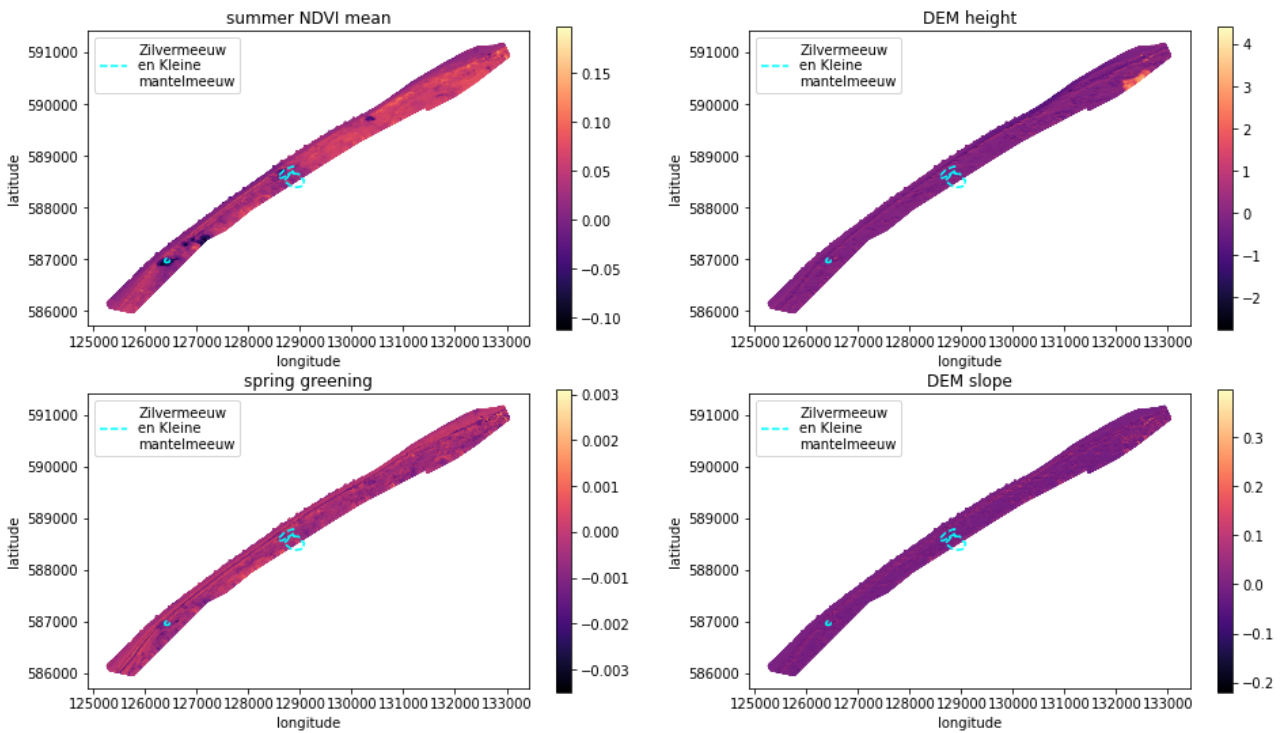 summer NDVI mean
Zilvermeeuw
en Kleine
mantelmeeuw
591000
590000
589000
588000
587000
586000
latitude
125000 126000 127000 128000 129000 130000 131000 132000 133000
longitude
0.15
0.10
0.05
0.00
−0.05
−0.10
DEM height
Zilvermeeuw
en Kleine
mantelmeeuw
591000
590000
589000
588000
587000
586000
latitude
125000 126000 127000 128000 129000 130000 131000 132000 133000
longitude
4
3
2
1
0
−1
−2
spring greening
Zilvermeeuw
en Kleine
mantelmeeuw
591000
590000
589000
588000
587000
586000
latitude
125000 126000 127000 128000 129000 130000 131000 132000 133000
longitude
0.003
0.002
0.001
0.000
−0.001
−0.002
−0.003
DEM slope
Zilvermeeuw
en Kleine
mantelmeeuw
591000
590000
589000
588000
587000
586000
latitude
125000 126000 127000 128000 129000 130000 131000 132000 133000
longitude
0.3
0.2
0.1
0.0
−0.1
−0.2